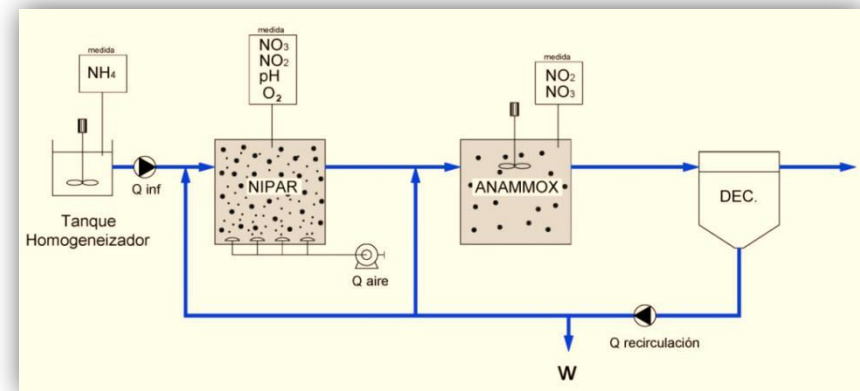 medida
NH₄
Q inf
Tanque
Homogeneizador
medida
NO₃
NO₂
pH
O₂
NIPAR
Q aire
medida
NO₂
NO₃
ANAMMOX
DEC.
Q recirculación
W